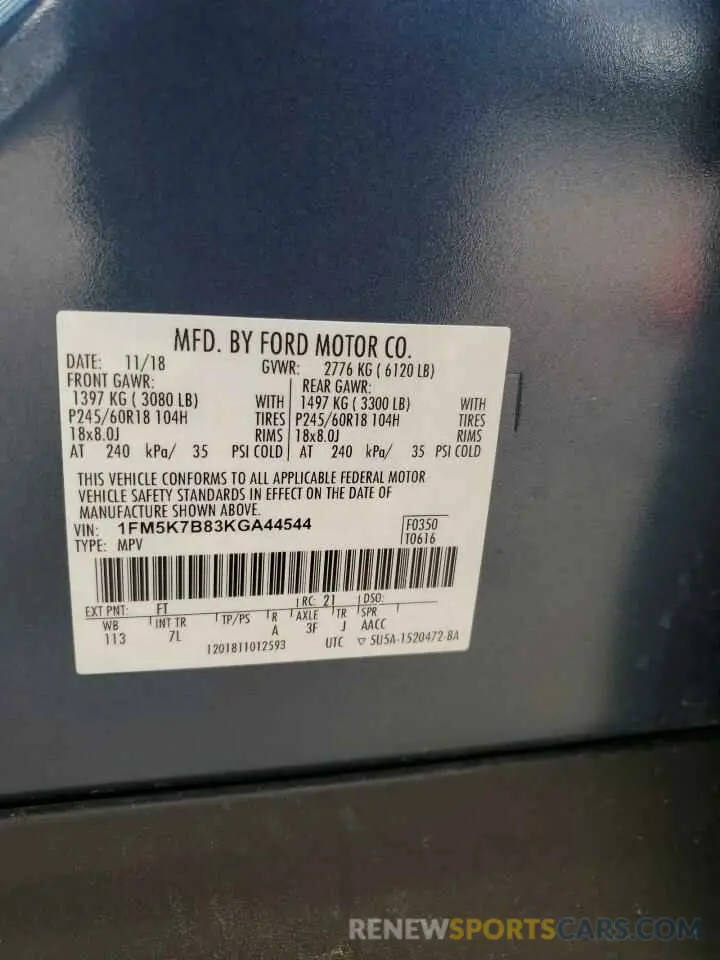 MFD. BY FORD MOTOR CO.
DATE: 11/18 GVWR: 2776 KG ( 6120 LB)
FRONT GAWR: REAR GAWR:
1397 KG ( 3080 LB) WITH 1497 KG ( 3300 LB) WITH
P245/60R18 104H TIRES P245/60R18 104H TIRES
18x8.0J RIMS 18x8.0J RIMS
AT 240 kPa/ 35 PSI COLD AT 240 kPa/ 35 PSI COLD
THIS VEHICLE CONFORMS TO ALL APPLICABLE FEDERAL MOTOR
VEHICLE SAFETY STANDARDS IN EFFECT ON THE DATE OF
MANUFACTURE SHOWN ABOVE.
VIN: 1FM5K7B83KGA44544 F0350
TYPE: MPV T0616
EXT PNT: FT RC: 21 DSO:
WB INT TR TP/PS R AXLE TR SPR
113 7L A 3F J AACC
1201811012593 UTC ▽ 5U5A-1520472-BA
RENEWSPORTSCARS.COM